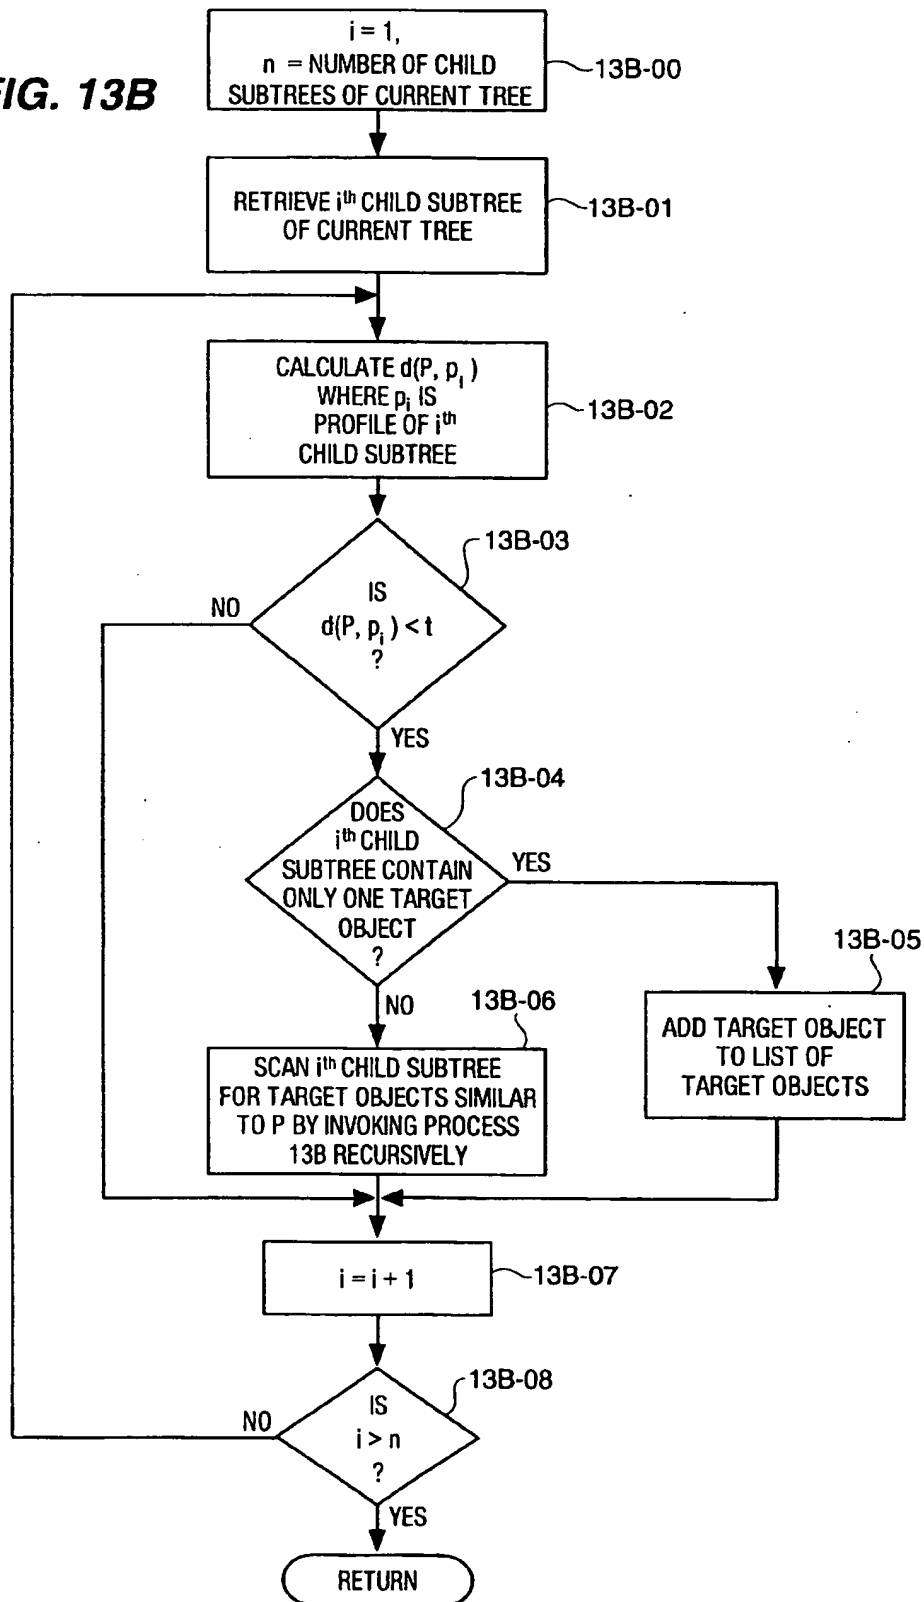 FIG. 13B
i = 1,
n = NUMBER OF CHILD
SUBTREES OF CURRENT TREE
13B-00
RETRIEVE ith CHILD SUBTREE
OF CURRENT TREE
13B-01
CALCULATE d(P, pi)
WHERE pi IS
PROFILE OF ith
CHILD SUBTREE
13B-02
13B-03
IS
d(P, pi) < t
?
NO
YES
13B-04
DOES
ith CHILD
SUBTREE CONTAIN
ONLY ONE TARGET
OBJECT
?
YES
NO
13B-05
ADD TARGET OBJECT
TO LIST OF
TARGET OBJECTS
13B-06
SCAN ith CHILD SUBTREE
FOR TARGET OBJECTS SIMILAR
TO P BY INVOKING PROCESS
13B RECURSIVELY
i = i + 1
13B-07
13B-08
IS
i > n
?
NO
YES
RETURN